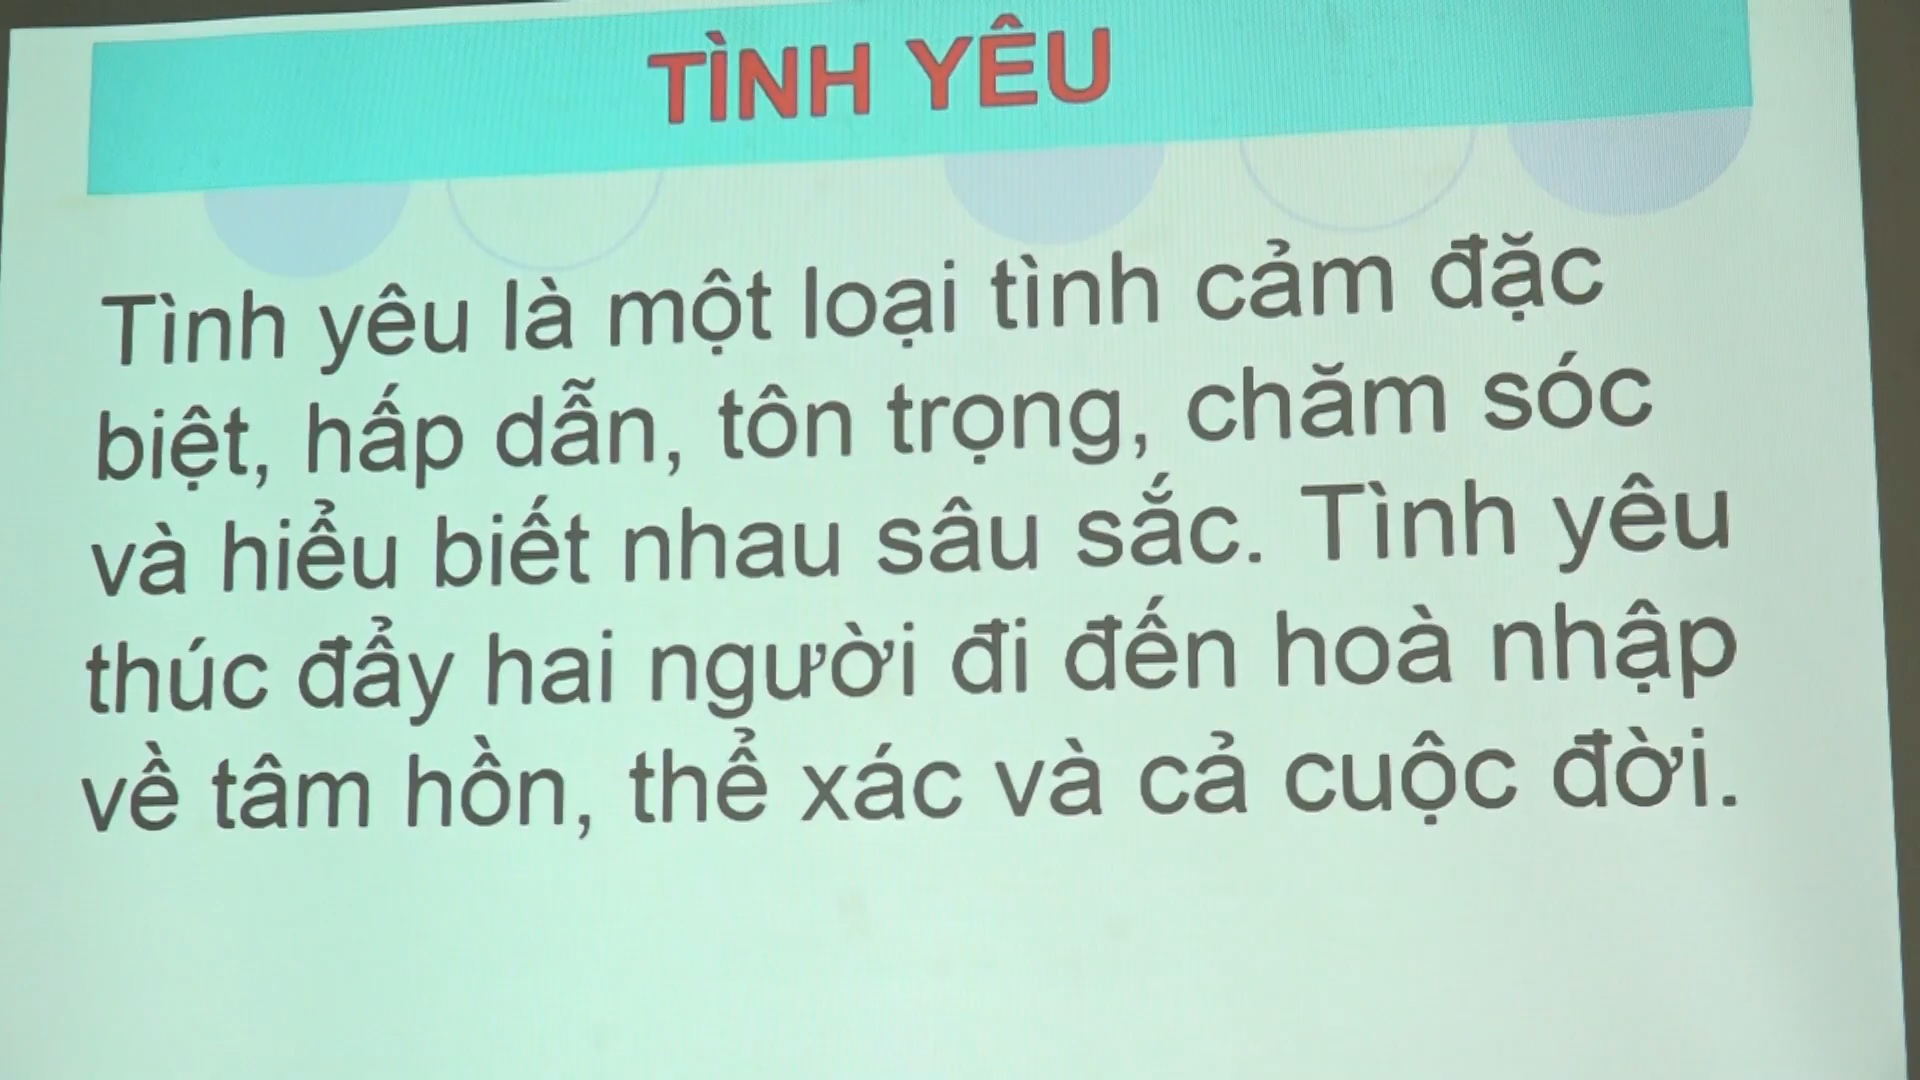 TÌNH YÊU
Tình yêu là một loại tình cảm đặc
biệt, hấp dẫn, tôn trọng, chăm sóc
và hiểu biết nhau sâu sắc. Tình yêu
thúc đẩy hai người đi đến hoà nhập
về tâm hồn, thể xác và cả cuộc đời.